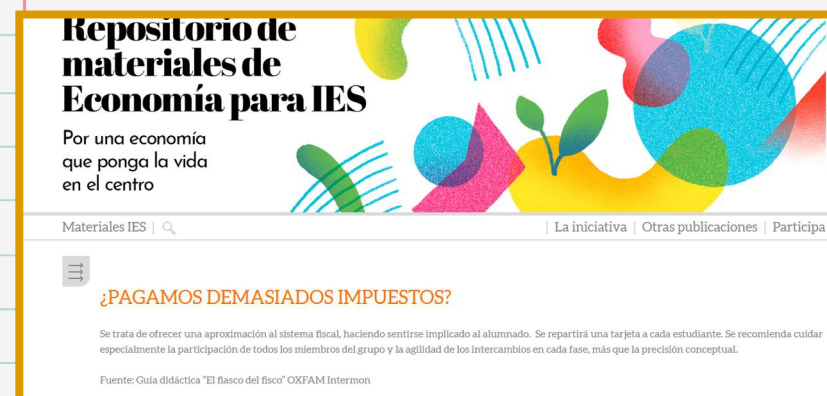 Repositorio de
materiales de
Economía para IES
Por una economía
que ponga la vida
en el centro
Materiales IES |
| La iniciativa | Otras publicaciones | Participa
¿PAGAMOS DEMASIADOS IMPUESTOS?
Se trata de ofrecer una aproximación al sistema fiscal, haciendo sentirse implicado al alumnado. Se repartirá una tarjeta a cada estudiante. Se recomienda cuidar
especialmente la participación de todos los miembros del grupo y la agilidad de los intercambios en cada fase, más que la precisión conceptual.
Fuente: Guía didáctica "El fiasco del fisco" OXFAM Intermon